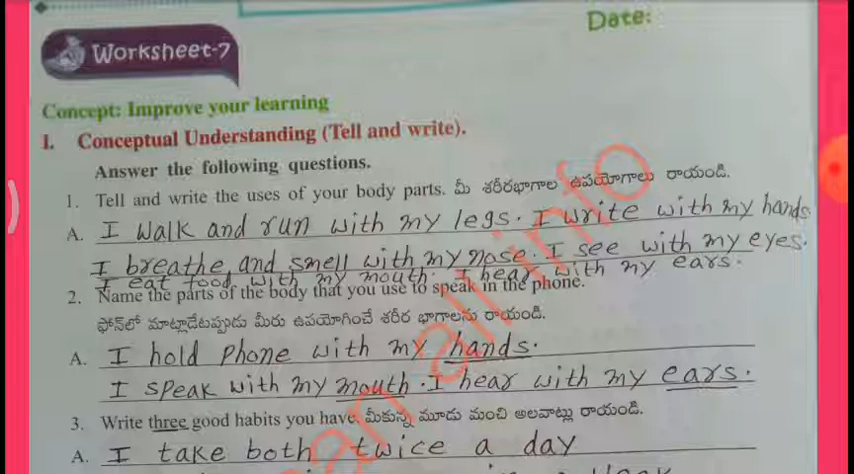 Date:
Worksheet-7
Concept: Improve your learning
I. Conceptual Understanding (Tell and write).
Answer the following questions.
1. Tell and write the uses of your body parts. మీ శరీరభాగాల ఉపయోగాలు రాయండి.
A. I walk and run with my legs. I write with my hands
I breathe and smell with my nose. I see with my eyes.
I eat food with my mouth. I hear with my ears.
2. Name the parts of the body that you use to speak in the phone.
ఫోన్‌లో మాట్లాడేటప్పుడు మీరు ఉపయోగించే శరీర భాగాలను రాయండి.
A. I hold phone with my hands.
I speak with my mouth. I hear with my ears.
3. Write three good habits you have. మీకున్న మూడు మంచి అలవాట్లు రాయండి.
A. I take both twice a day